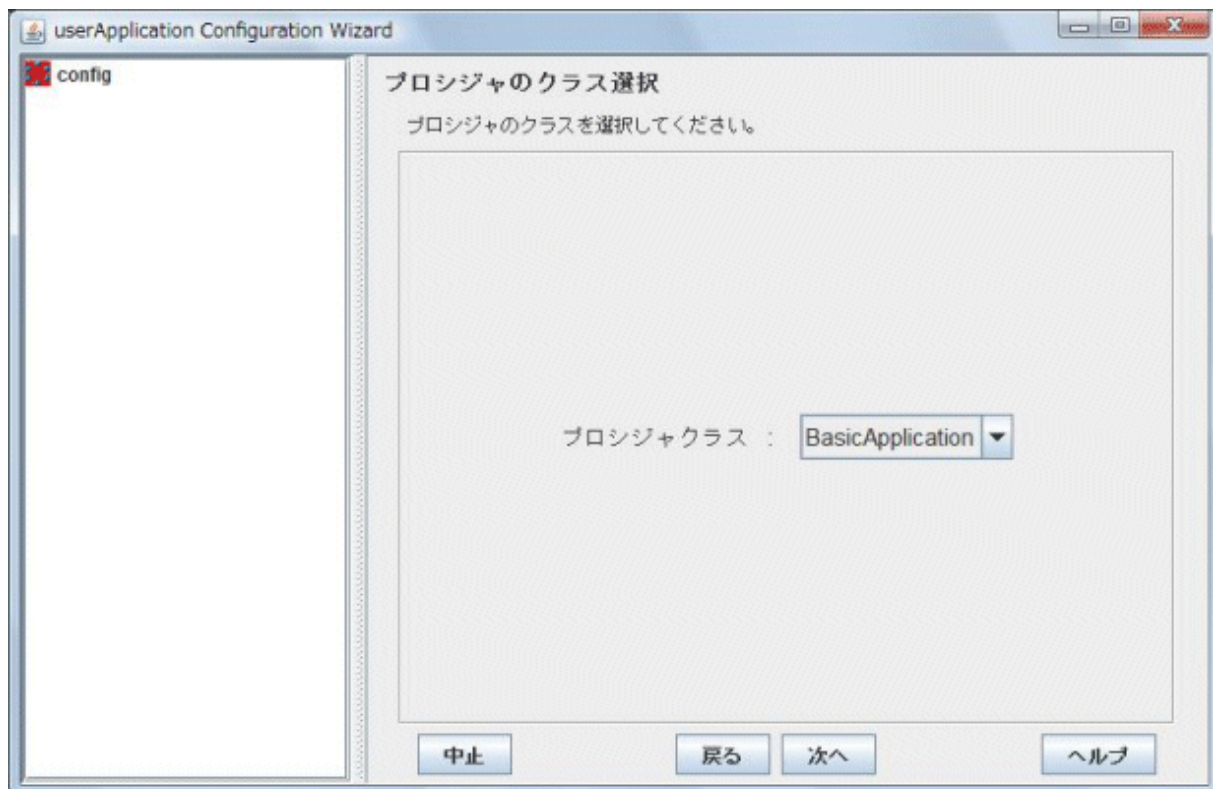 userApplication Configuration Wizard
config
プロシジャのクラス選択
プロシジャのクラスを選択してください。
プロシジャクラス : BasicApplication
中止 戻る 次へ ヘルプ